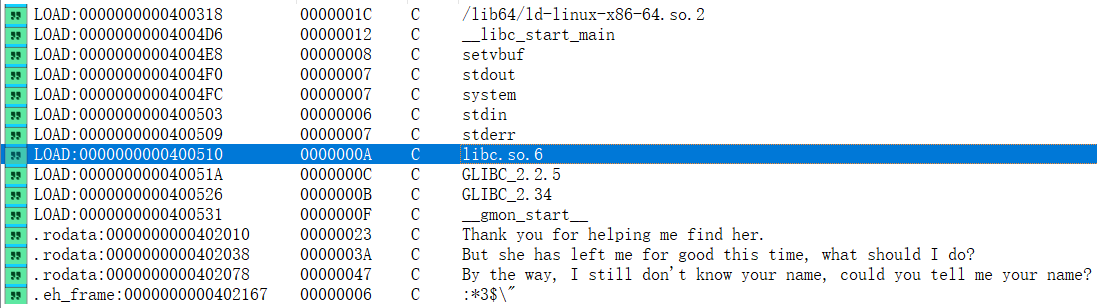 LOAD:0000000000400318 0000001C C /lib64/ld-linux-x86-64.so.2
LOAD:00000000004004D6 00000012 C __libc_start_main
LOAD:00000000004004E8 00000008 C setvbuf
LOAD:00000000004004F0 00000007 C stdout
LOAD:00000000004004FC 00000007 C system
LOAD:0000000000400503 00000006 C stdin
LOAD:0000000000400509 00000007 C stderr
LOAD:0000000000400510 0000000A C libc.so.6
LOAD:000000000040051A 0000000C C GLIBC_2.2.5
LOAD:0000000000400526 0000000B C GLIBC_2.34
LOAD:0000000000400531 0000000F C __gmon_start__
.rodata:0000000000402010 00000023 C Thank you for helping me find her.
.rodata:0000000000402038 0000003A C But she has left me for good this time, what should I do?
.rodata:0000000000402078 00000047 C By the way, I still don't know your name, could you tell me your name?
.eh_frame:0000000000402167 00000006 C :*3$\"